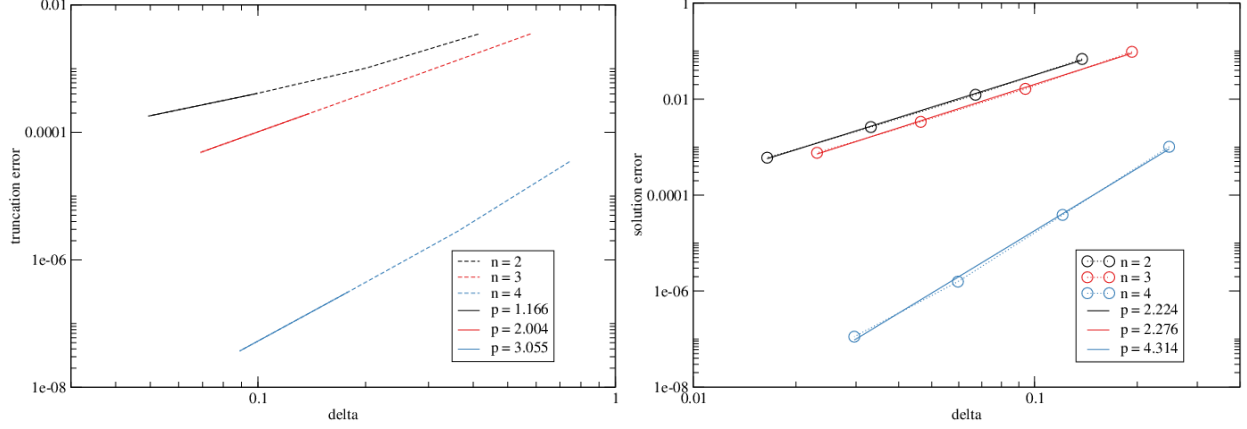 0.01
0.0001
1e-06
1e-08
truncation error
0.1
1
delta
n = 2
n = 3
n = 4
p = 1.166
p = 2.004
p = 3.055
1
0.01
0.0001
1e-06
1e-08
solution error
0.01
0.1
delta
n = 2
n = 3
n = 4
p = 2.224
p = 2.276
p = 4.314